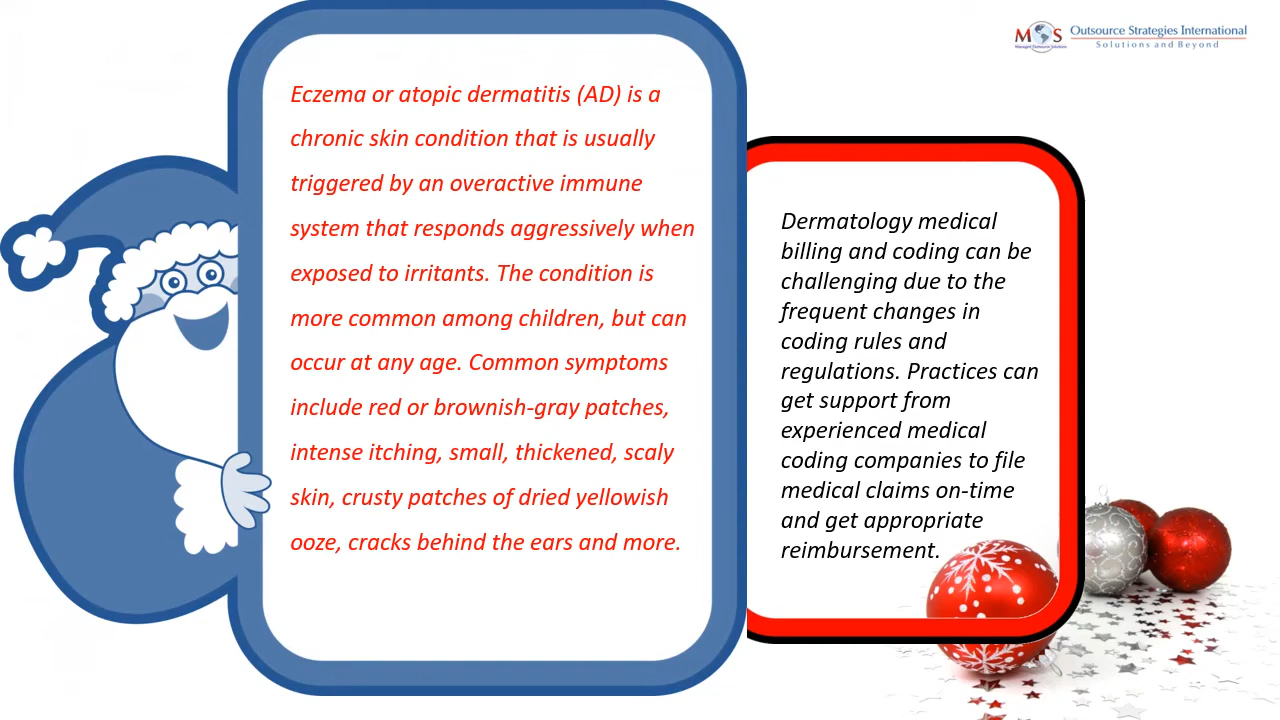 MOS
Managed Outsource Solutions
Outsource Strategies International
Solutions and Beyond
Eczema or atopic dermatitis (AD) is a
chronic skin condition that is usually
triggered by an overactive immune
system that responds aggressively when
exposed to irritants. The condition is
more common among children, but can
occur at any age. Common symptoms
include red or brownish-gray patches,
intense itching, small, thickened, scaly
skin, crusty patches of dried yellowish
ooze, cracks behind the ears and more.
Dermatology medical
billing and coding can be
challenging due to the
frequent changes in
coding rules and
regulations. Practices can
get support from
experienced medical
coding companies to file
medical claims on-time
and get appropriate
reimbursement.